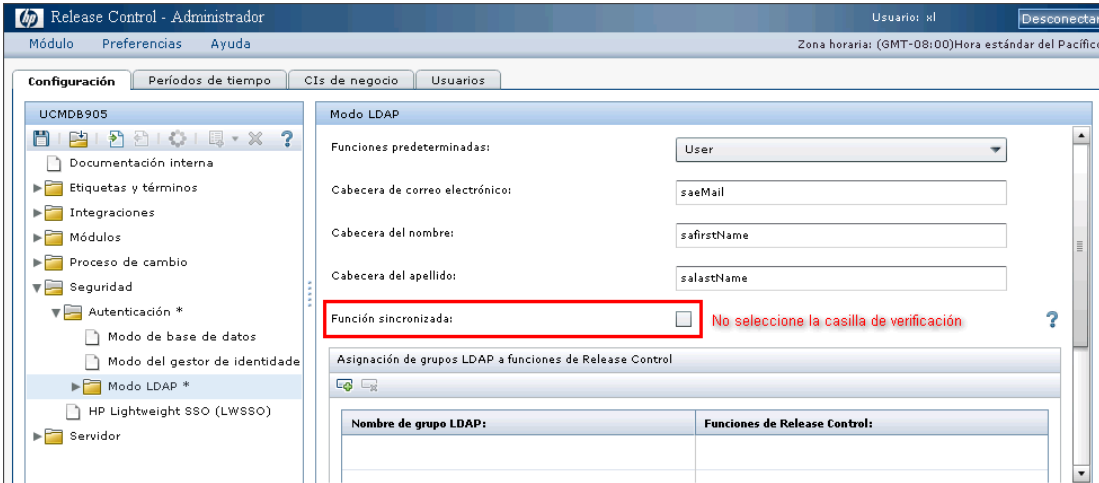 hp Release Control - Administrador
Usuario: xl
Desconectar
Módulo Preferencias Ayuda
Zona horaria: (GMT-08:00)Hora estándar del Pacífico
Configuración Períodos de tiempo CIs de negocio Usuarios
UCMDB905
?
Documentación interna
Etiquetas y términos
Integraciones
Módulos
Proceso de cambio
Seguridad
Autenticación *
Modo de base de datos
Modo del gestor de identidade
Modo LDAP *
HP Lightweight SSO (LWSSO)
Servidor
Modo LDAP
Funciones predeterminadas: User
Cabecera de correo electrónico: saeMail
Cabecera del nombre: safirstName
Cabecera del apellido: salastName
Función sincronizada: No seleccione la casilla de verificación ?
Asignación de grupos LDAP a funciones de Release Control
Nombre de grupo LDAP: Funciones de Release Control: